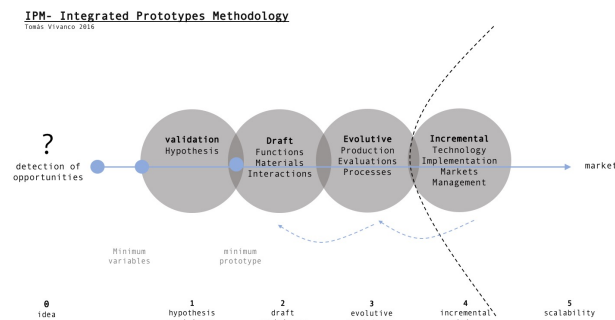 IPM- Integrated Prototypes Methodology
Tomás Vivanco 2016
?
detection of
opportunities
validation
Hypothesis
Draft
Functions
Materials
Interactions
Evolutive
Production
Evaluations
Processes
Incremental
Technology
Implementation
Markets
Management
market
Minimum
variables
minimum
prototype
0
idea
1
hypothesis
2
draft
3
evolutive
4
incremental
5
scalability